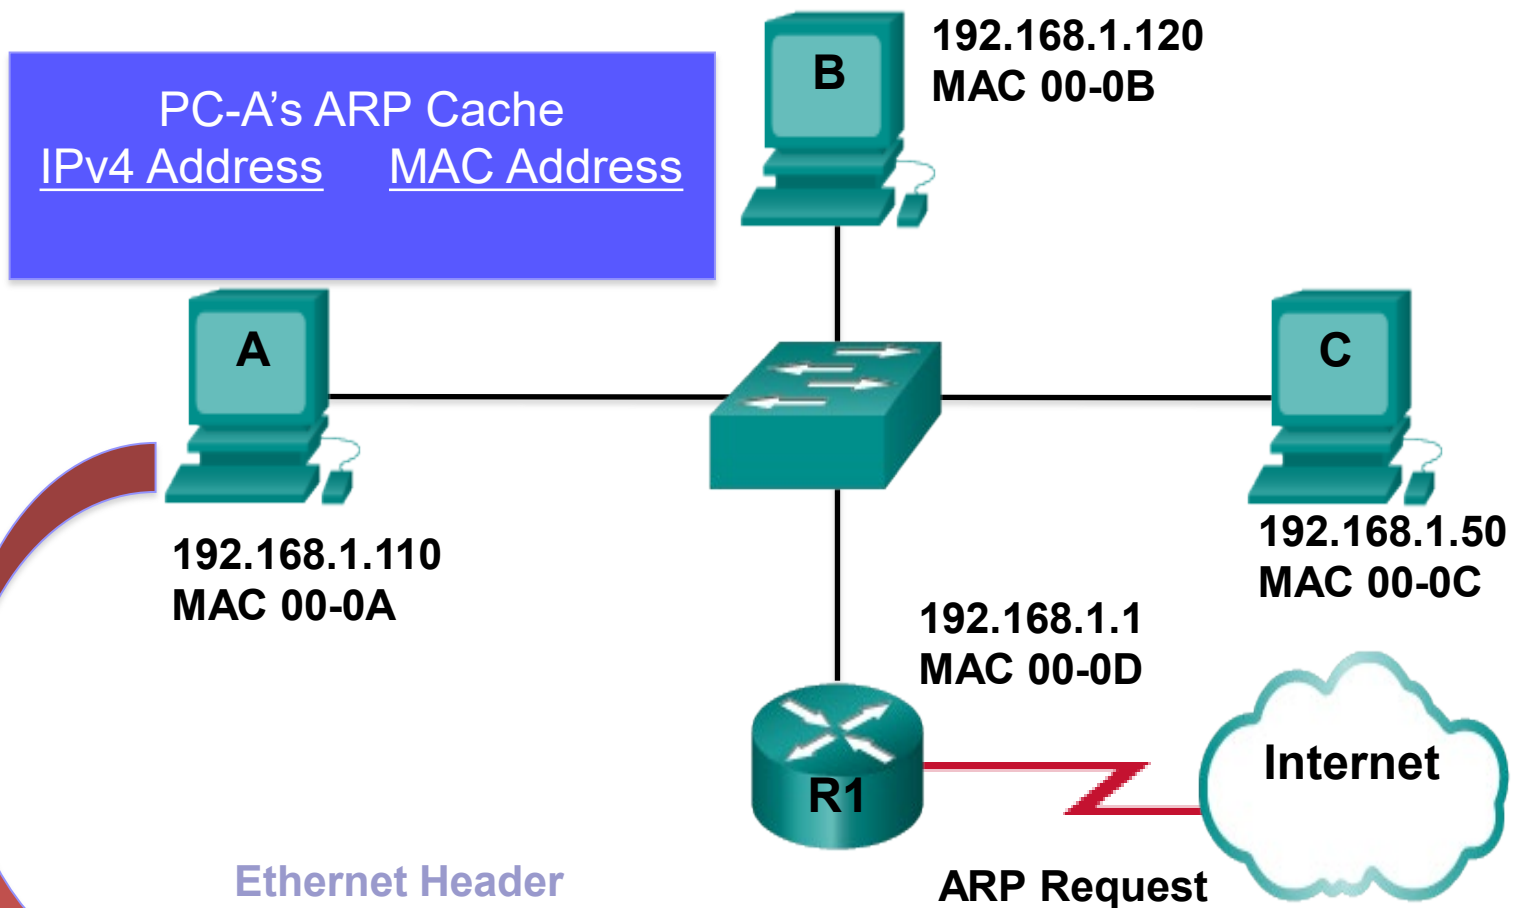 PC-A’s ARP Cache
IPv4 Address MAC Address
B
192.168.1.120
MAC 00-0B
A
192.168.1.110
MAC 00-0A
C
192.168.1.50
MAC 00-0C
192.168.1.1
MAC 00-0D
R1
Internet
Ethernet Header
ARP Request